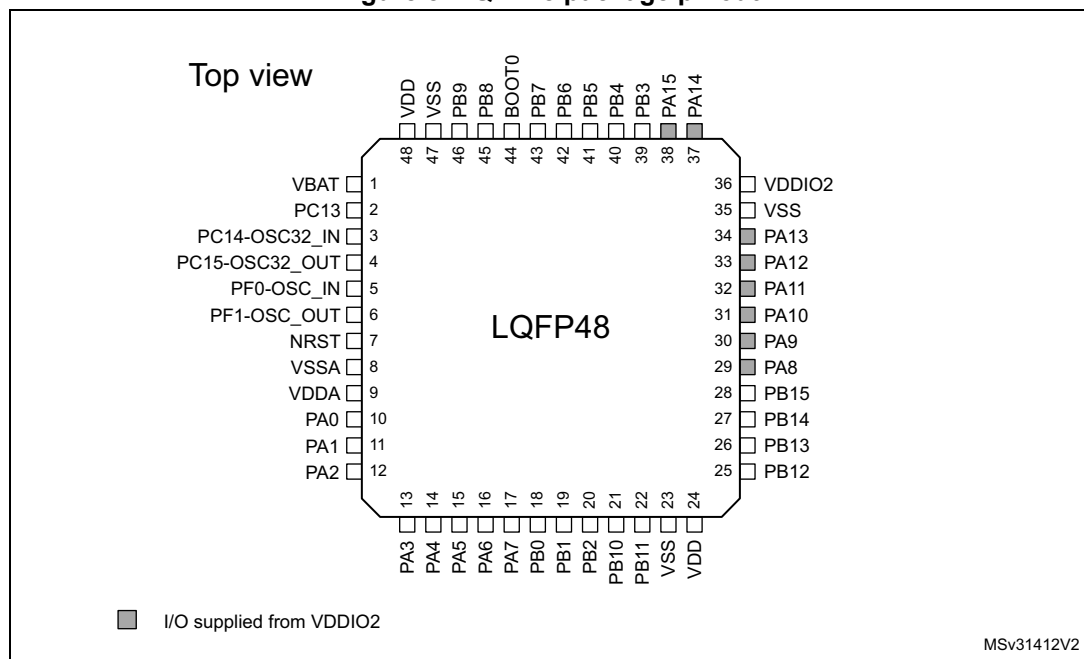 Top view
VDD
VSS
PB9
PB8
BOOT0
PB7
PB6
PB5
PB4
PB3
PA15
PA14
48
47
46
45
44
43
42
41
40
39
38
37
VBAT 1
PC13 2
PC14-OSC32_IN 3
PC15-OSC32_OUT 4
PF0-OSC_IN 5
PF1-OSC_OUT 6
NRST 7
VSSA 8
VDDA 9
PA0 10
PA1 11
PA2 12
LQFP48
36 VDDIO2
35 VSS
34 PA13
33 PA12
32 PA11
31 PA10
30 PA9
29 PA8
28 PB15
27 PB14
26 PB13
25 PB12
13
14
15
16
17
18
19
20
21
22
23
24
PA3
PA4
PA5
PA6
PA7
PB0
PB1
PB2
PB10
PB11
VSS
VDD
I/O supplied from VDDIO2
MSv31412V2